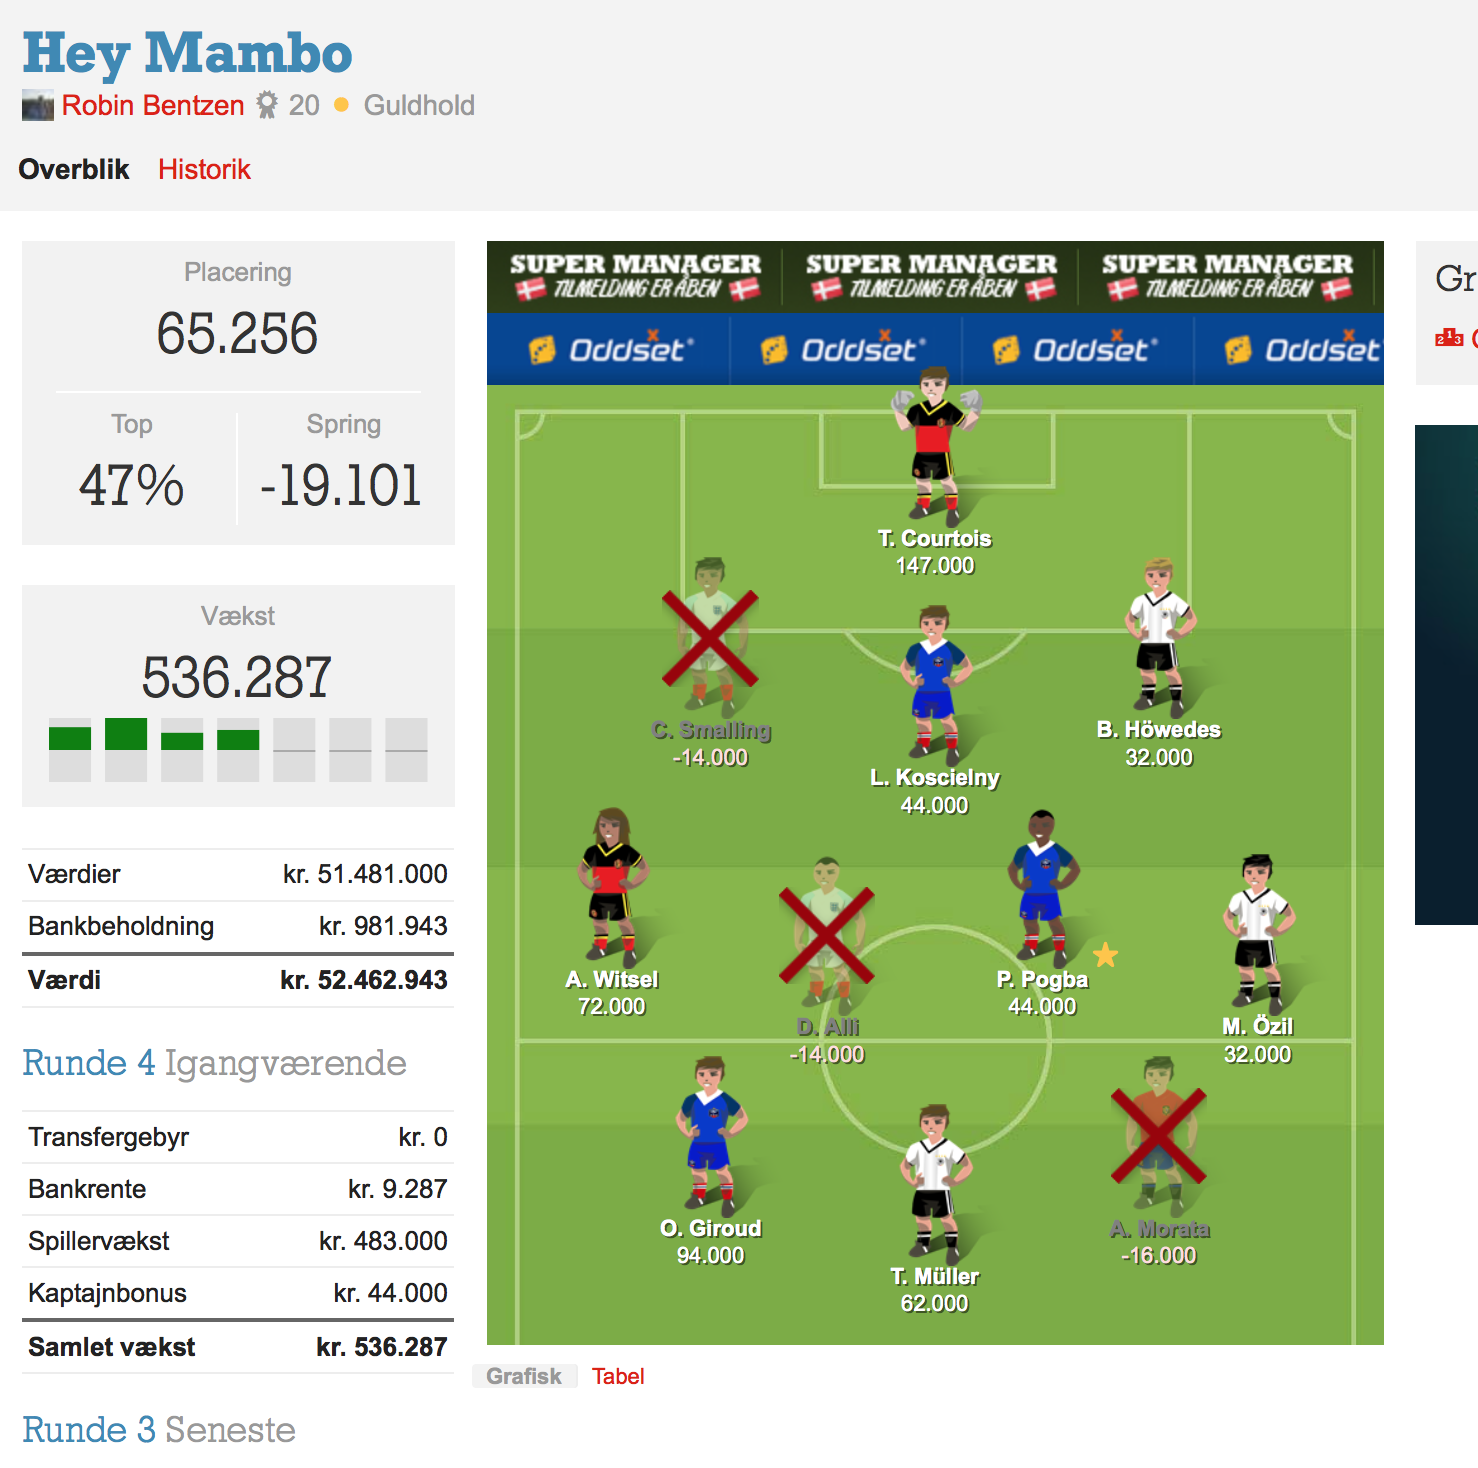 Hey Mambo
Robin Bentzen 20 Guldhold
Overblik Historik
Placering
65.256
Top Spring
47% -19.101
Vækst
536.287
Værdier kr. 51.481.000
Bankbeholdning kr. 981.943
Værdi kr. 52.462.943
Runde 4 Igangværende
Transfergebyr kr. 0
Bankrente kr. 9.287
Spillervækst kr. 483.000
Kaptajnbonus kr. 44.000
Samlet vækst kr. 536.287
Runde 3 Seneste
SUPER MANAGER SUPER MANAGER SUPER MANAGER
TILMELDING ER ÅBEN TILMELDING ER ÅBEN TILMELDING ER ÅBEN
Oddset Oddset Oddset Oddset
T. Courtois
147.000
C. Smalling
-14.000
L. Koscielny
44.000
B. Höwedes
32.000
A. Witsel
72.000
D. Alli
-14.000
P. Pogba
44.000
M. Özil
32.000
O. Giroud
94.000
T. Müller
62.000
A. Morata
-16.000
Grafisk Tabel
Gr
2 1 3